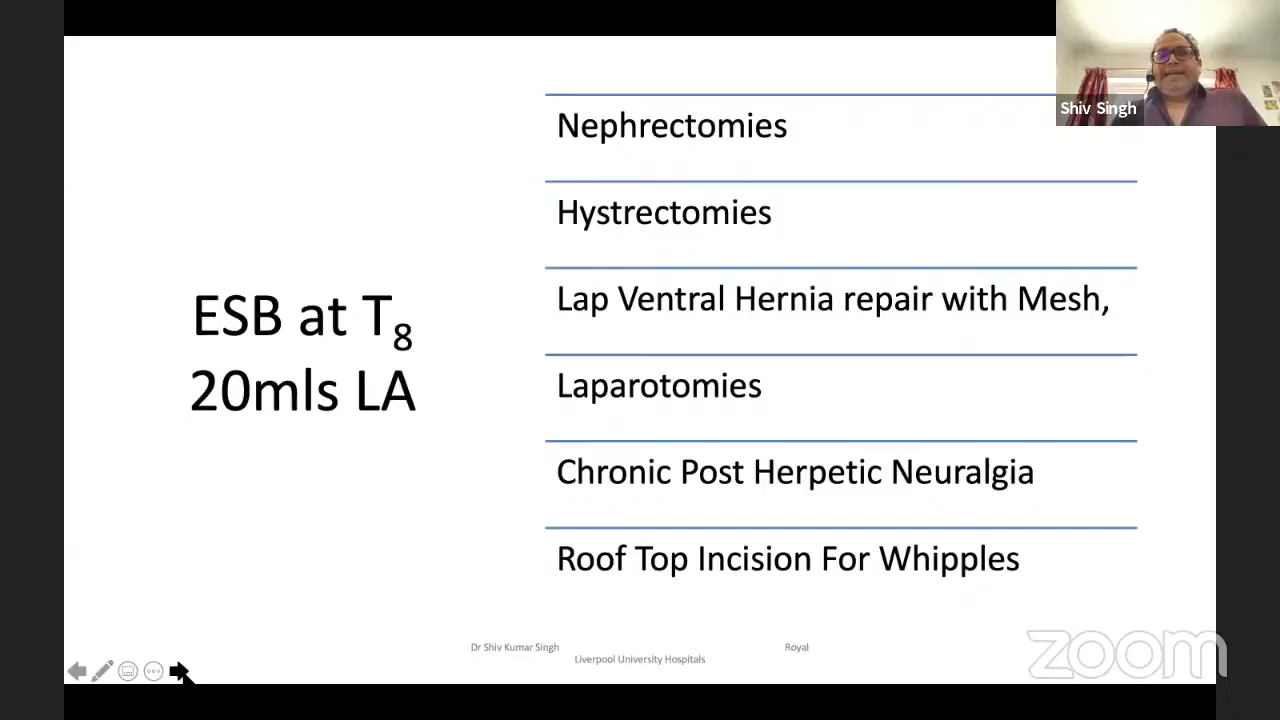 Shiv Singh
Nephrectomies
Hystrectomies
Lap Ventral Hernia repair with Mesh,
Laparotomies
Chronic Post Herpetic Neuralgia
Roof Top Incision For Whipples
ESB at T₈
20mls LA
Dr Shiv Kumar Singh Royal
Liverpool University Hospitals
zoom